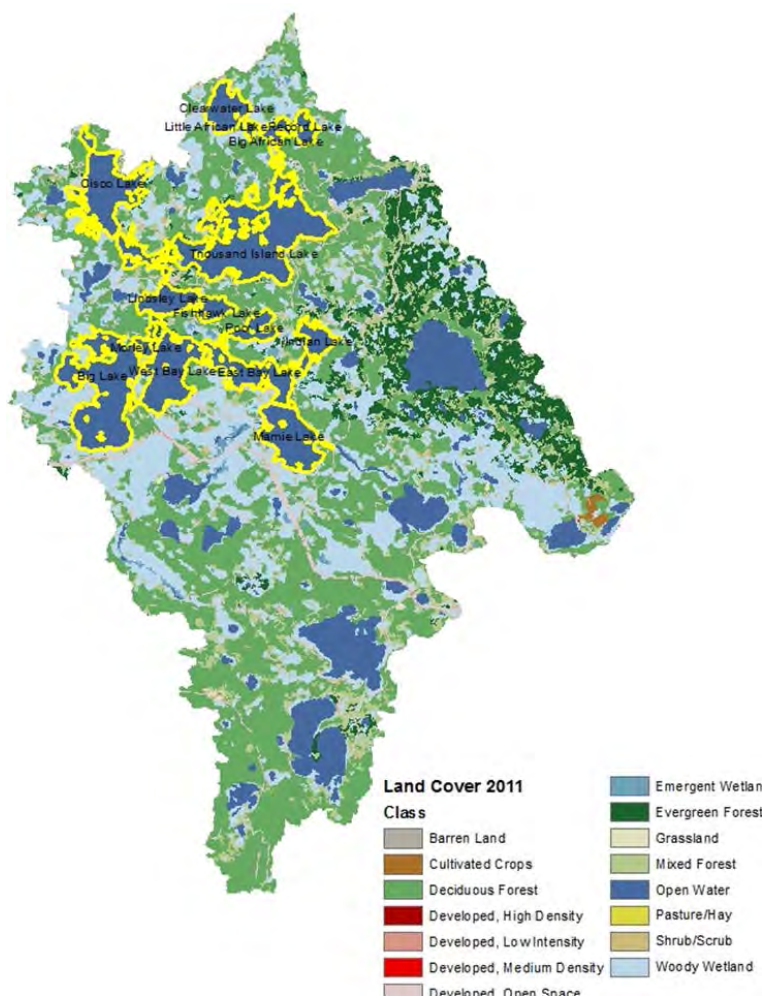 Clearwater Lake
Little African Lake
Record Lake
Big African Lake
Cisco Lake
Thousand Island Lake
Lindsley Lake
Fishhawk Lake
Poor Lake
Indian Lake
Morley Lake
Big Lake
West Bay Lake
East Bay Lake
Mamie Lake
Land Cover 2011
Class
Barren Land
Cultivated Crops
Deciduous Forest
Developed, High Density
Developed, Low Intensity
Developed, Medium Density
Developed, Open Space
Emergent Wetlan
Evergreen Forest
Grassland
Mixed Forest
Open Water
Pasture/Hay
Shrub/Scrub
Woody Wetland